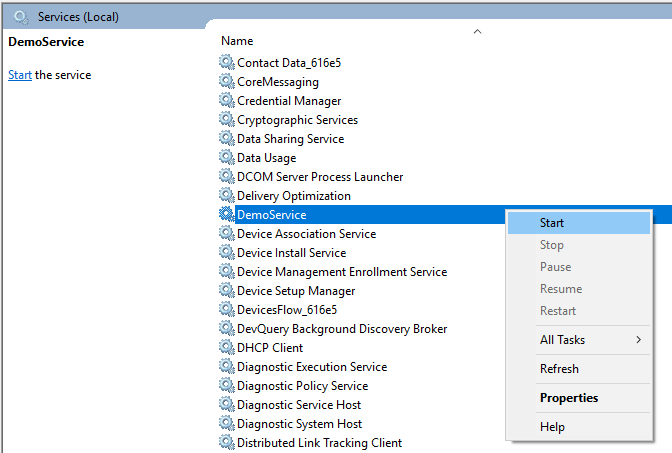 Services (Local)
DemoService
Start the service
Name
Contact Data_616e5
CoreMessaging
Credential Manager
Cryptographic Services
Data Sharing Service
Data Usage
DCOM Server Process Launcher
Delivery Optimization
DemoService
Device Association Service
Device Install Service
Device Management Enrollment Service
Device Setup Manager
DevicesFlow_616e5
DevQuery Background Discovery Broker
DHCP Client
Diagnostic Execution Service
Diagnostic Policy Service
Diagnostic Service Host
Diagnostic System Host
Distributed Link Tracking Client
Start
Stop
Pause
Resume
Restart
All Tasks
Refresh
Properties
Help